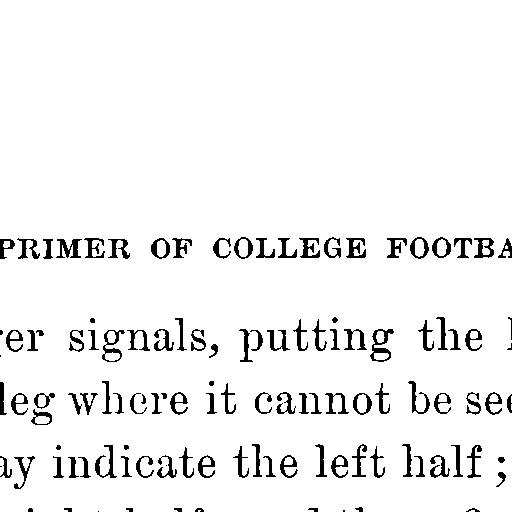 PRIMER OF COLLEGE FOOTBA
er signals, putting the
leg where it cannot be see
ay indicate the left half;